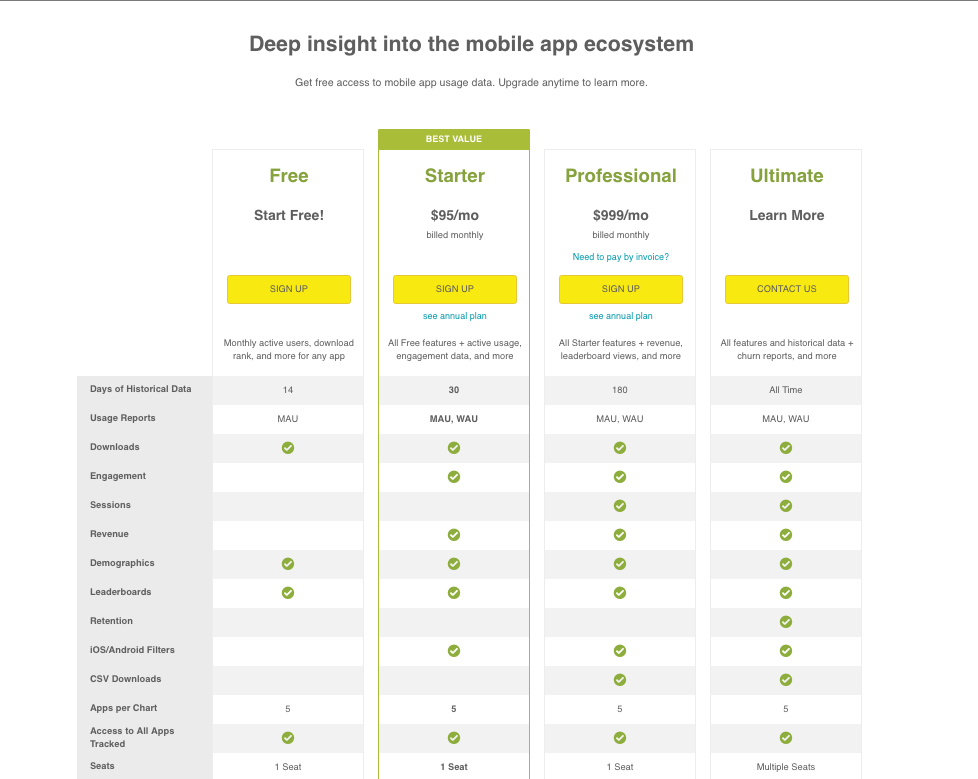 Deep insight into the mobile app ecosystem
Get free access to mobile app usage data. Upgrade anytime to learn more.
BEST VALUE
Free Starter Professional Ultimate
Start Free! $95/mo $999/mo Learn More
billed monthly billed monthly
Need to pay by invoice?
SIGN UP SIGN UP SIGN UP CONTACT US
see annual plan see annual plan
Monthly active users, download All Free features + active usage, All Starter features + revenue, All features and historical data +
rank, and more for any app engagement data, and more leaderboard views, and more churn reports, and more
Days of Historical Data 14 30 180 All Time
Usage Reports MAU MAU, WAU MAU, WAU MAU, WAU
Downloads
Engagement
Sessions
Revenue
Demographics
Leaderboards
Retention
iOS/Android Filters
CSV Downloads
Apps per Chart 5 5 5 5
Access to All Apps
Tracked
Seats 1 Seat 1 Seat 1 Seat Multiple Seats